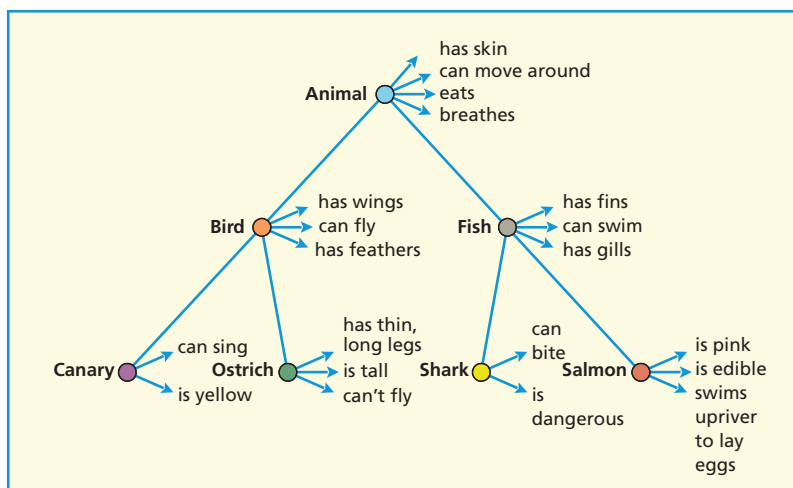 has skin
can move around
Animal
eats
breathes
has wings
Bird
can fly
has feathers
has fins
Fish
can swim
has gills
can sing
Canary
is yellow
has thin,
long legs
Ostrich
is tall
can't fly
can
bite
Shark
is
dangerous
is pink
Salmon
is edible
swims
upriver
to lay
eggs